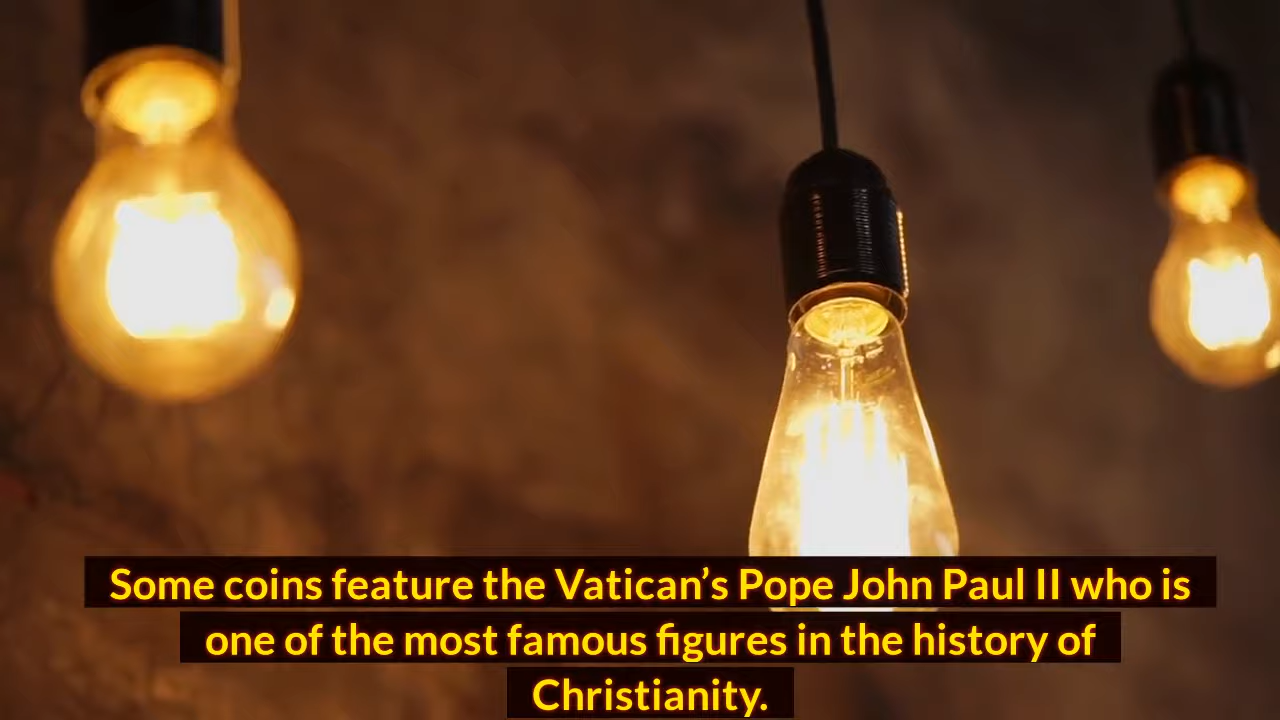 Some coins feature the Vatican’s Pope John Paul II who is
one of the most famous figures in the history of
Christianity.